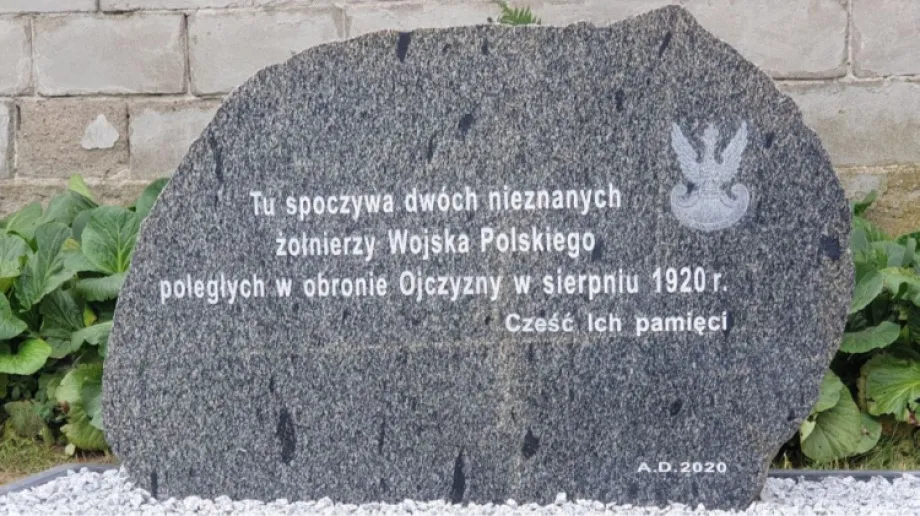 Tu spoczywa dwóch nieznanych
żołnierzy Wojska Polskiego
poległych w obronie Ojczyzny w sierpniu 1920 r.
Cześć Ich pamięci
A.D.2020